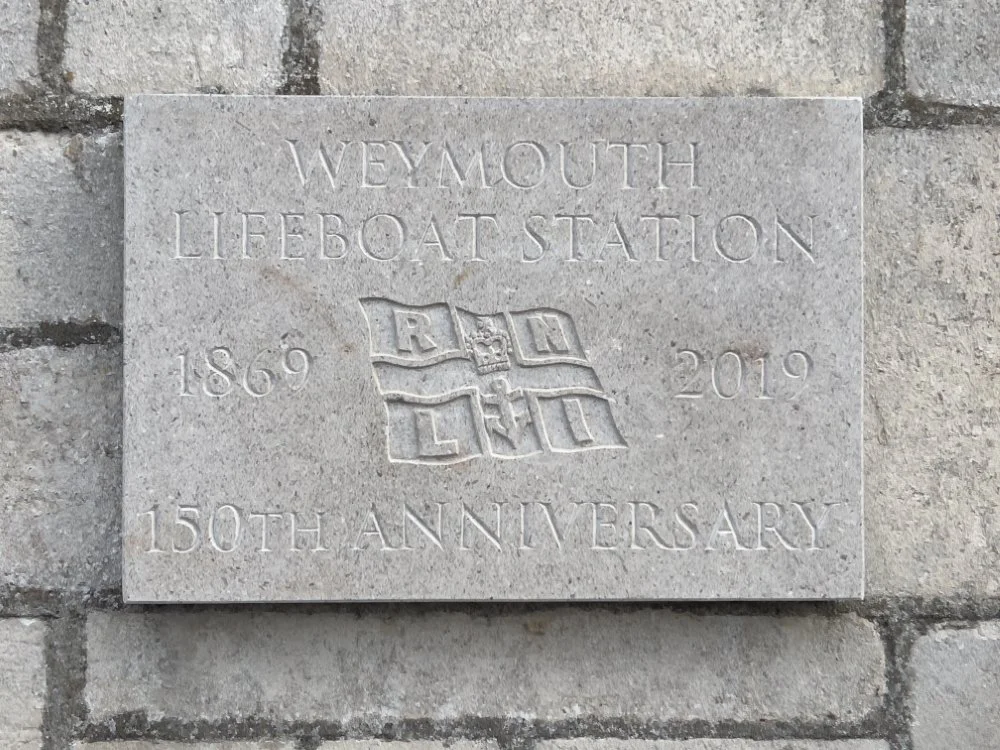 WEYMOUTH
LIFEBOAT STATION
R N
1869 2019
L I
150TH ANNIVERSARY